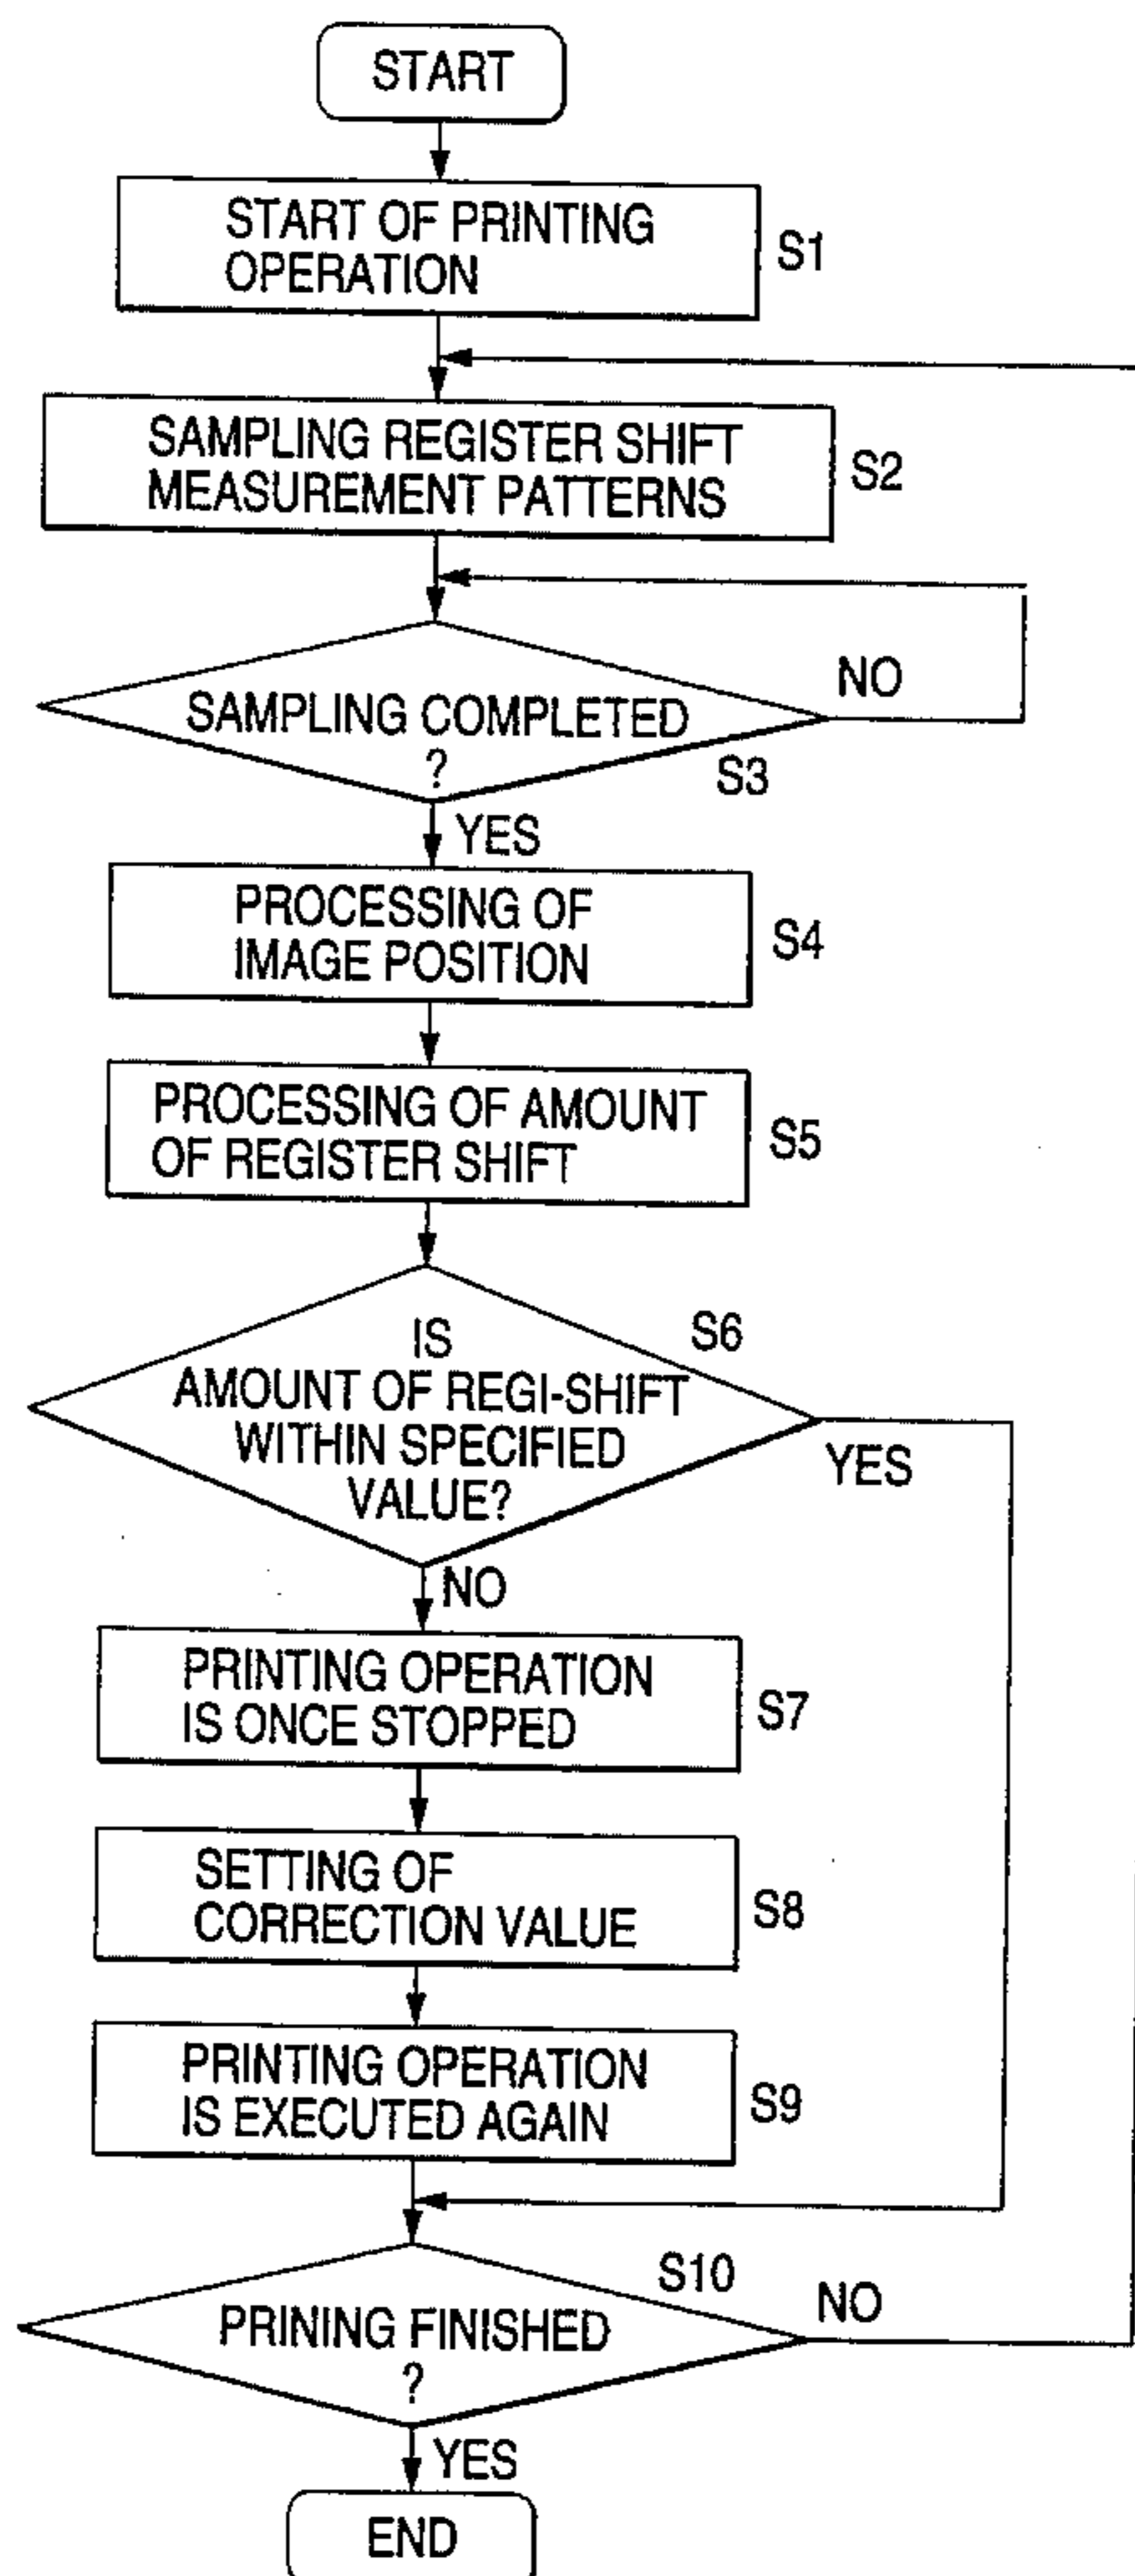 START
START OF PRINTING
OPERATION
S1
SAMPLING REGISTER SHIFT
MEASUREMENT PATTERNS
S2
SAMPLING COMPLETED
?
NO
S3
YES
PROCESSING OF
IMAGE POSITION
S4
PROCESSING OF AMOUNT
OF REGISTER SHIFT
S5
IS
AMOUNT OF REGI-SHIFT
WITHIN SPECIFIED
VALUE?
S6
YES
NO
PRINTING OPERATION
IS ONCE STOPPED
S7
SETTING OF
CORRECTION VALUE
S8
PRINTING OPERATION
IS EXECUTED AGAIN
S9
S10
PRINING FINISHED
?
NO
YES
END